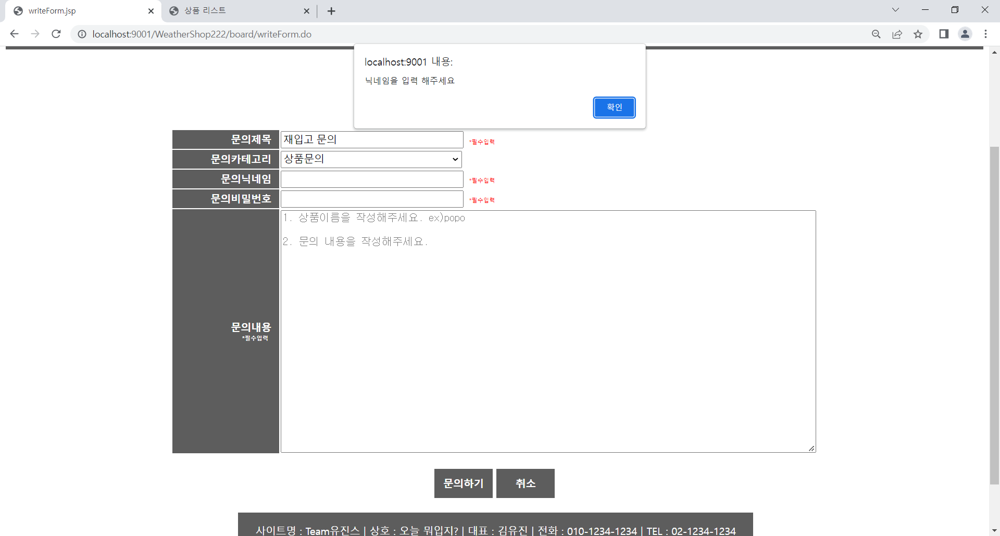 writeForm.jsp
상품 리스트
localhost:9001/WeatherShop222/board/writeForm.do
localhost:9001 내용:
닉네임을 입력 해주세요
확인
문의제목 재입고 문의 *필수입력
문의카테고리 상품문의
문의닉네임 *필수입력
문의비밀번호 *필수입력
1. 상품이름을 작성해주세요. ex)popo
2. 문의 내용을 작성해주세요.
문의내용
*필수입력
문의하기 취소
사이트명 : Team유진스 | 상호 : 오늘 뭐입지? | 대표 : 김유진 | 전화 : 010-1234-1234 | TEL : 02-1234-1234